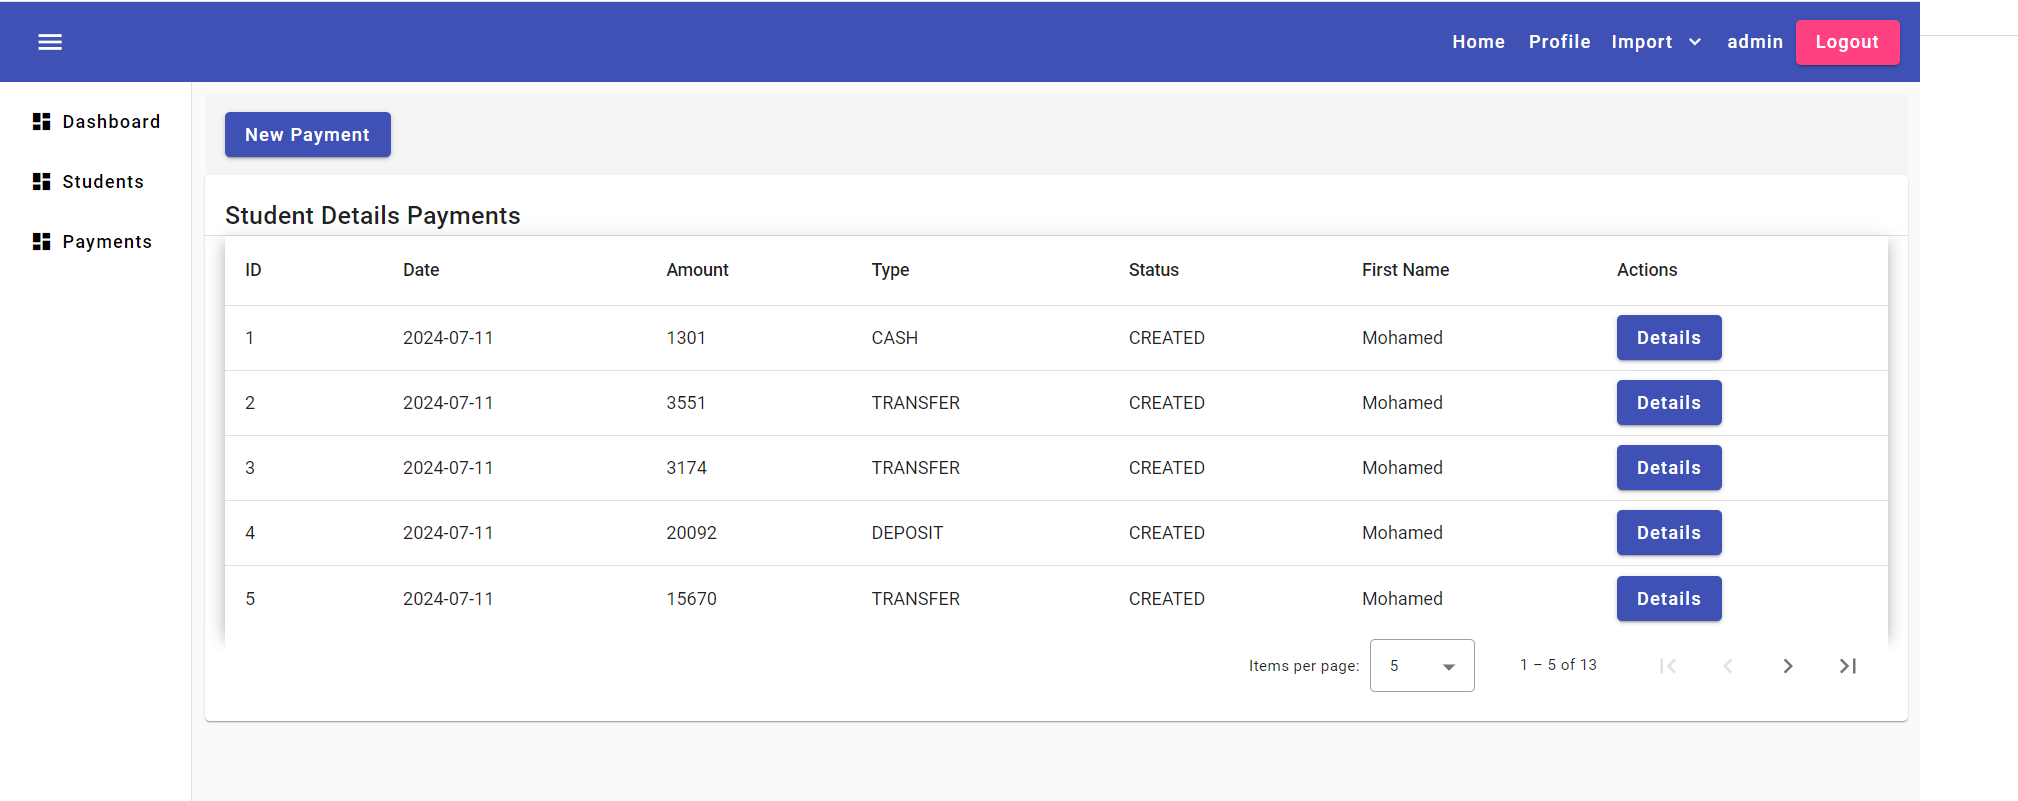 Home Profile Import admin Logout
Dashboard
Students
Payments
New Payment
Student Details Payments
ID Date Amount Type Status First Name Actions
1 2024-07-11 1301 CASH CREATED Mohamed Details
2 2024-07-11 3551 TRANSFER CREATED Mohamed Details
3 2024-07-11 3174 TRANSFER CREATED Mohamed Details
4 2024-07-11 20092 DEPOSIT CREATED Mohamed Details
5 2024-07-11 15670 TRANSFER CREATED Mohamed Details
Items per page: 5 1 – 5 of 13